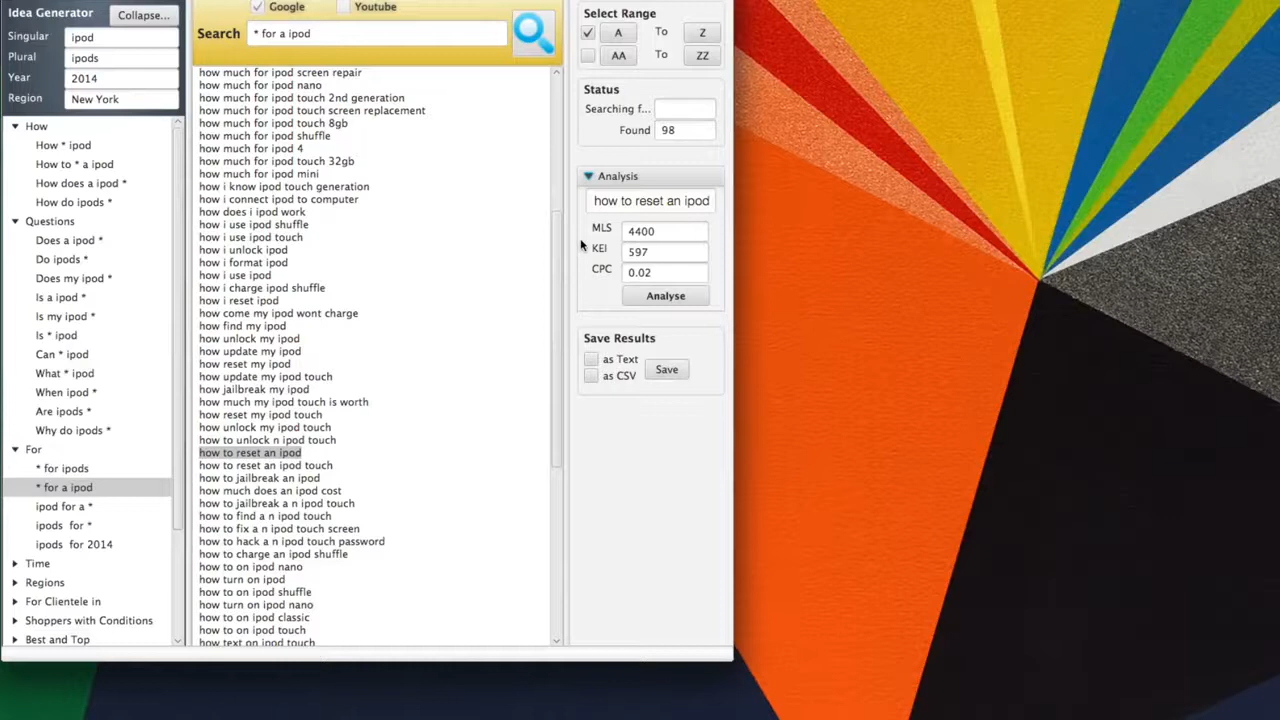 Idea Generator
Collapse...
Singular
ipod
Plural
ipods
Year
2014
Region
New York
How
How * ipod
How to * a ipod
How does a ipod *
How do ipods *
Questions
Does a ipod *
Do ipods *
Does my ipod *
Is a ipod *
Is my ipod *
Is * ipod
Can * ipod
What * ipod
When ipod *
Are ipods *
Why do ipods *
For
* for ipods
* for a ipod
ipod for a *
ipods for *
ipods for 2014
Time
Regions
For Clientele in
Shoppers with Conditions
Best and Top
Google
Youtube
Search
* for a ipod
how much for ipod screen repair
how much for ipod nano
how much for ipod touch 2nd generation
how much for ipod touch screen replacement
how much for ipod touch 8gb
how much for ipod shuffle
how much for ipod 4
how much for ipod touch 32gb
how much for ipod mini
how i know ipod touch generation
how i connect ipod to computer
how does i ipod work
how i use ipod shuffle
how i use ipod touch
how i unlock ipod
how i format ipod
how i use ipod
how i charge ipod shuffle
how i reset ipod
how come my ipod wont charge
how find my ipod
how unlock my ipod
how update my ipod
how reset my ipod
how update my ipod touch
how jailbreak my ipod
how much my ipod touch is worth
how reset my ipod touch
how unlock my ipod touch
how to unlock n ipod touch
how to reset an ipod
how to reset an ipod touch
how to jailbreak an ipod
how much does an ipod cost
how to jailbreak a n ipod touch
how to find a n ipod touch
how to fix a n ipod touch screen
how to hack a n ipod touch password
how to charge an ipod shuffle
how to on ipod nano
how turn on ipod
how to on ipod shuffle
how turn on ipod nano
how to on ipod classic
how to on ipod touch
how text on ipod touch
Select Range
A
To
Z
AA
To
ZZ
Status
Searching f...
Found
98
Analysis
how to reset an ipod
MLS
4400
KEI
597
CPC
0.02
Analyse
Save Results
as Text
as CSV
Save